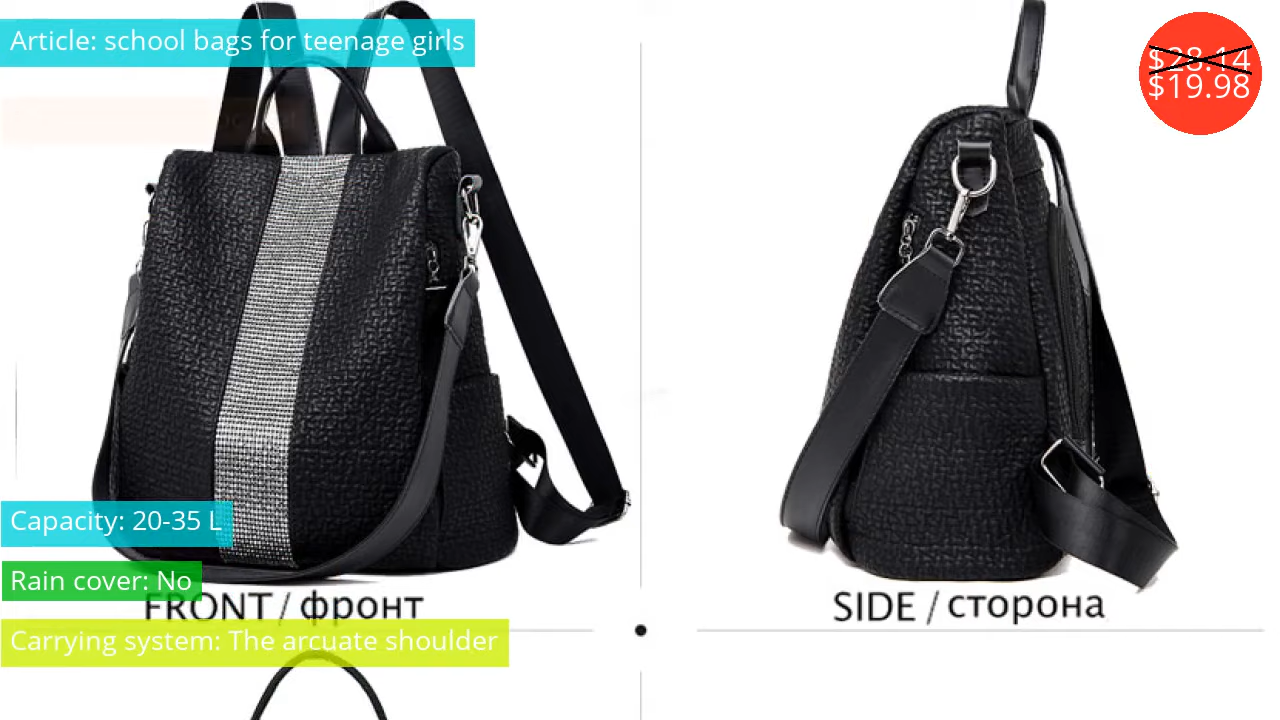 Article: school bags for teenage girls
$28.14
$19.98
Capacity: 20-35 L
Rain cover: No
FRONT / фронт
SIDE / сторона
Carrying system: The arcuate shoulder